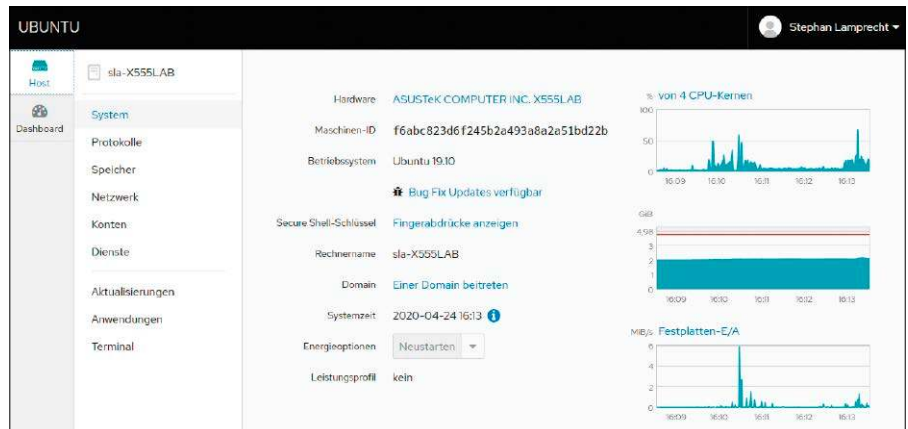 UBUNTU
Stephan Lamprecht
Host
Dashboard
sla-X555LAB
System
Protokolle
Speicher
Netzwerk
Konten
Dienste
Aktualisierungen
Anwendungen
Terminal
Hardware ASUSTeK COMPUTER INC. X555LAB
Maschinen-ID f6abc823d6f245b2a493a8a2a51bd22b
Betriebssystem Ubuntu 19.10
Bug Fix Updates verfügbar
Secure Shell-Schlüssel Fingerabdrücke anzeigen
Rechnername sla-X555LAB
Domain Einer Domain beitreten
Systemzeit 2020-04-24 16:13
Energieoptionen Neustarten
Leistungsprofil kein
% von 4 CPU-Kernen
100
50
0
16:09 16:10 16:11 16:12 16:13
GiB
4,98
3
2
1
0
16:09 16:10 16:11 16:12 16:13
MiB/s Festplatten-E/A
6
4
2
0
16:09 16:10 16:11 16:12 16:13